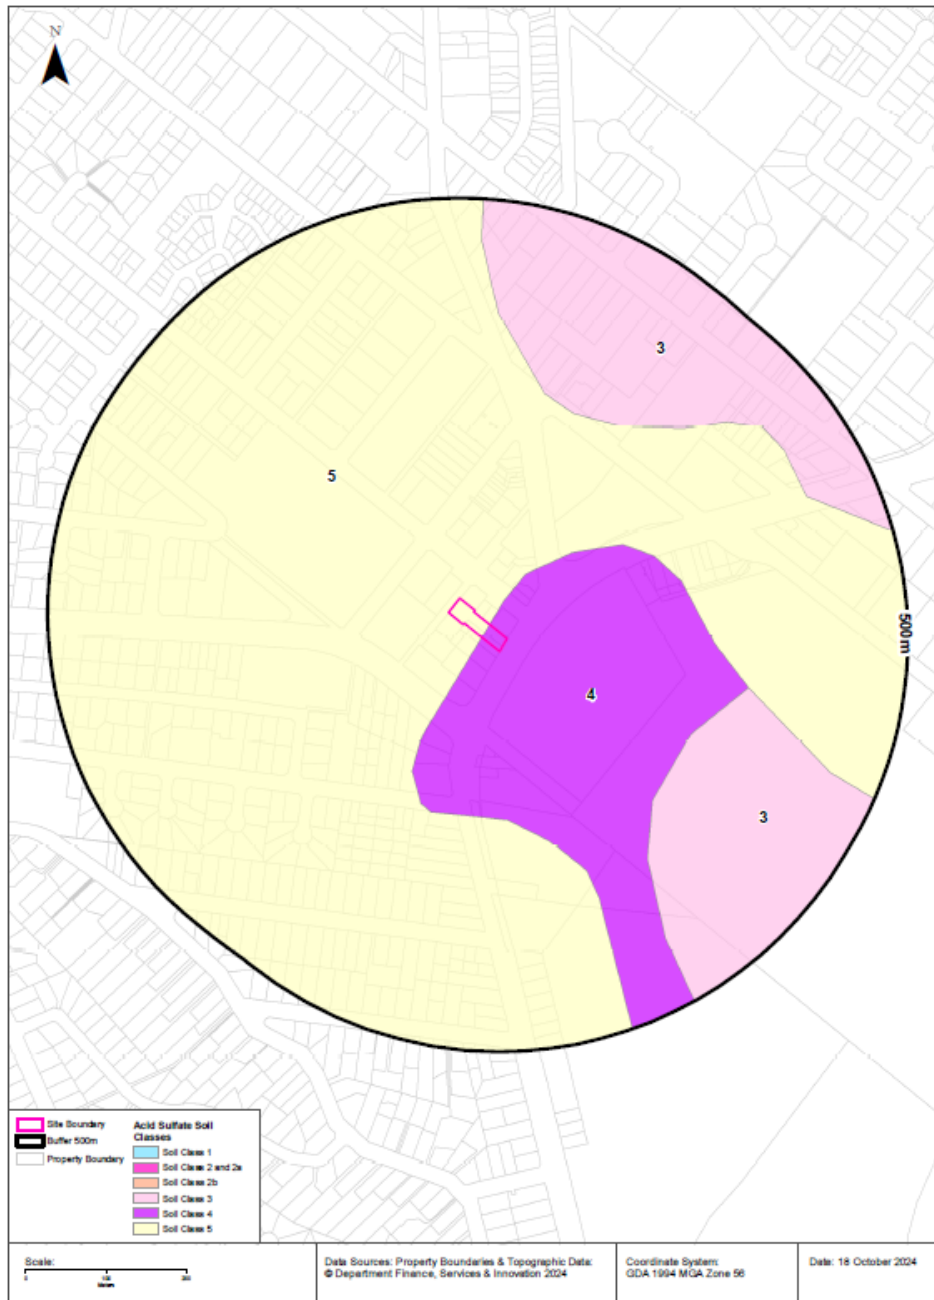 N
3
5
500m
4
3
Site Boundary
Buffer 500m
Property Boundary
Acid Sulfate Soil
Classes
Soil Class 1
Soil Class 2 and 2a
Soil Class 2b
Soil Class 3
Soil Class 4
Soil Class 5
Scale:
0
Meters
Data Sources: Property Boundaries & Topographic Data:
© Department Finance, Services & Innovation 2024
Coordinate System:
GDA 1994 MGA Zone 56
Date: 18 October 2024